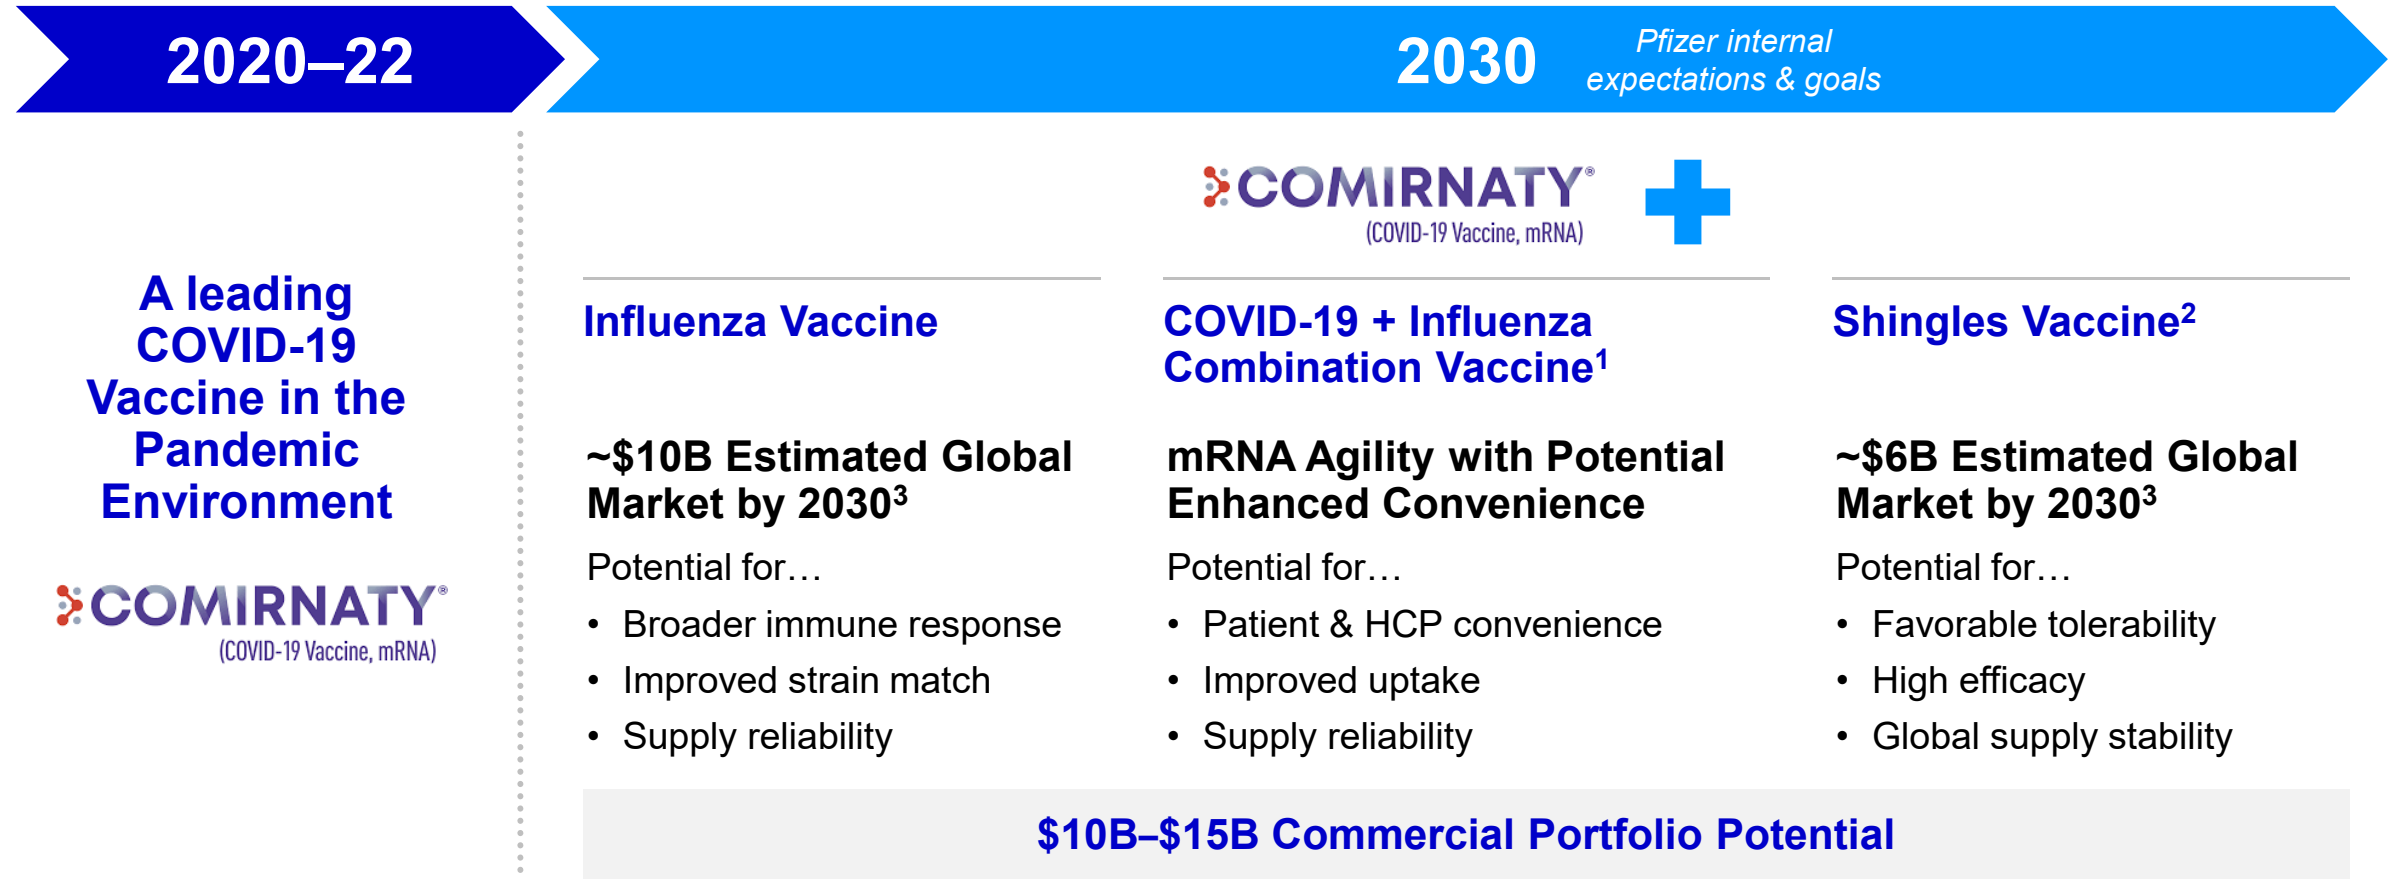 2020–22
2030
Pfizer internal
expectations & goals
A leading
COVID-19
Vaccine in the
Pandemic
Environment
COMIRNATY®
(COVID-19 Vaccine, mRNA)
COMIRNATY®
(COVID-19 Vaccine, mRNA)
Influenza Vaccine
~$10B Estimated Global
Market by 2030³
Potential for…
• Broader immune response
• Improved strain match
• Supply reliability
COVID-19 + Influenza
Combination Vaccine¹
mRNA Agility with Potential
Enhanced Convenience
Potential for…
• Patient & HCP convenience
• Improved uptake
• Supply reliability
Shingles Vaccine²
~$6B Estimated Global
Market by 2030³
Potential for…
• Favorable tolerability
• High efficacy
• Global supply stability
$10B–$15B Commercial Portfolio Potential